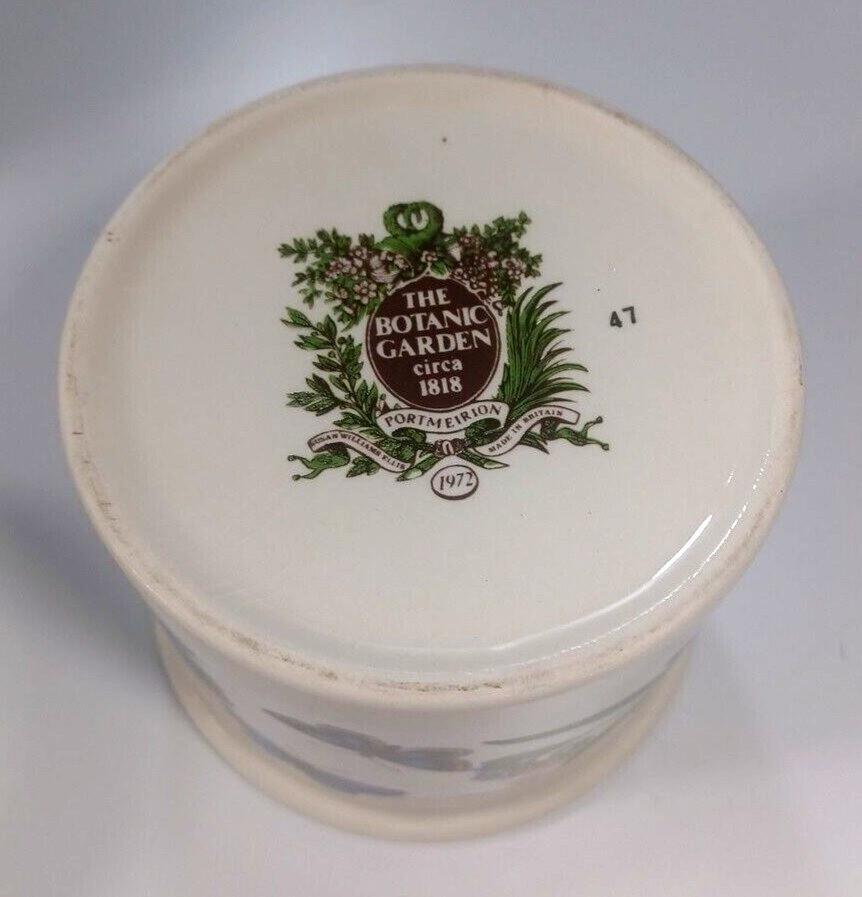 THE
BOTANIC
GARDEN
circa
1818
PORTMEIRION
SUSAN WILLIAMS ELLIS
MADE IN BRITAIN
1972
47